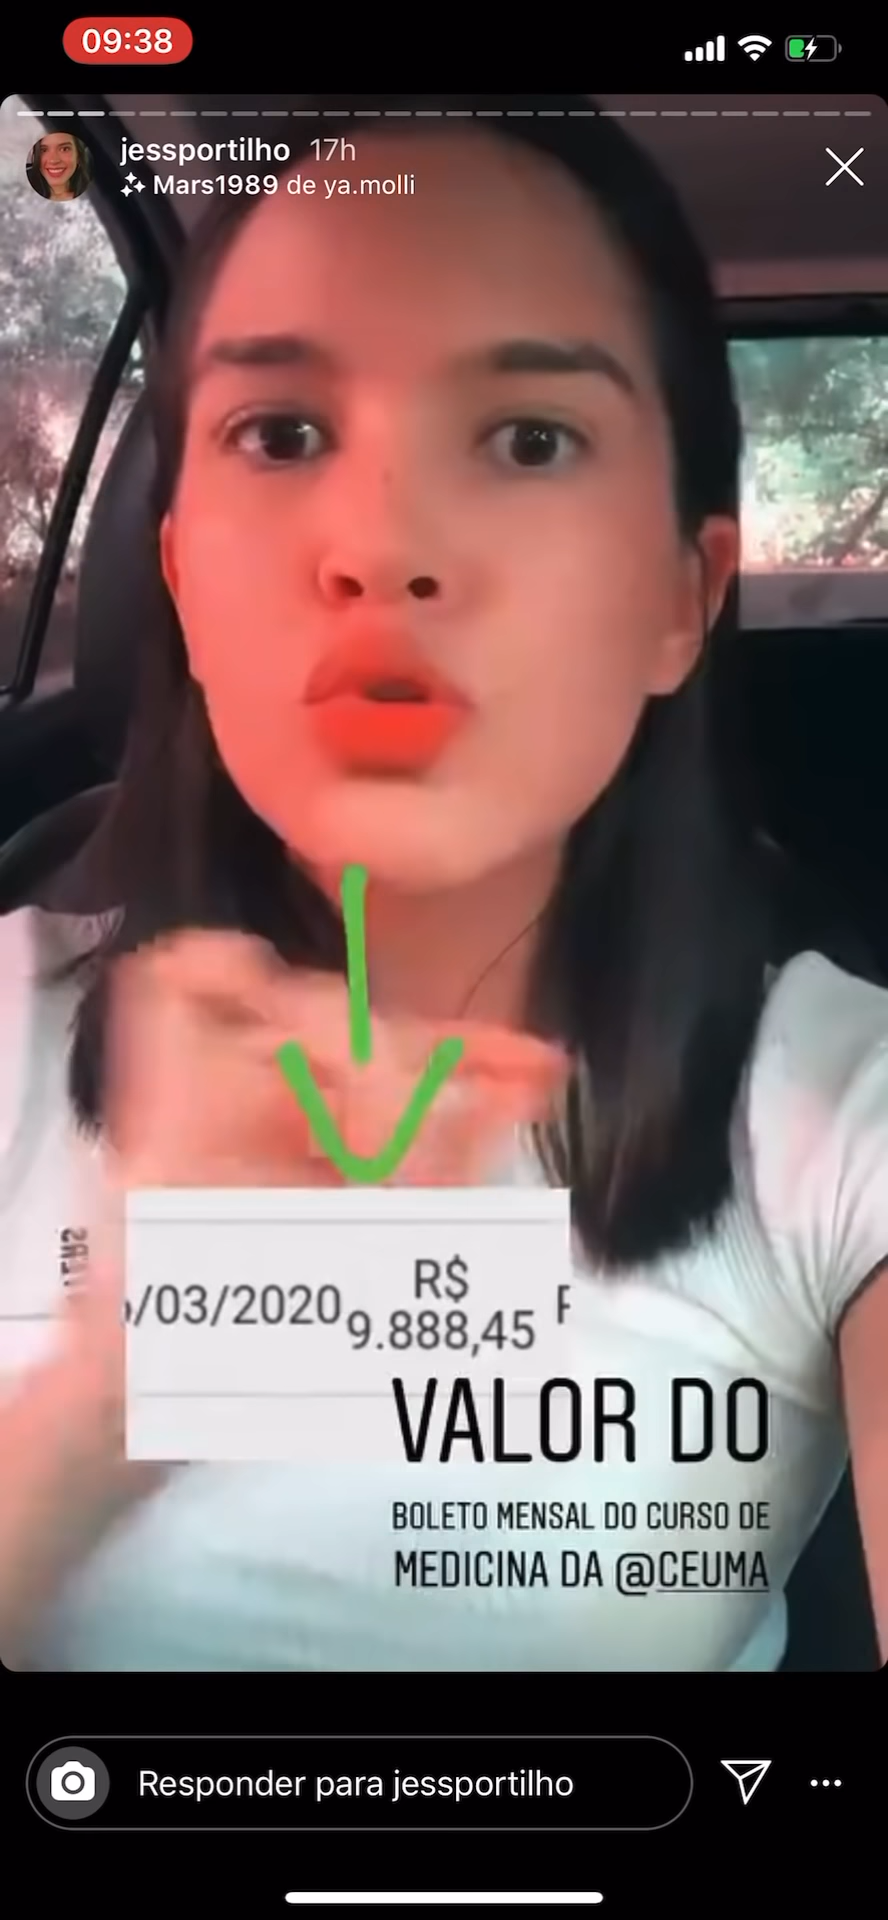 09:38
jessportilho 17h
Mars1989 de ya.molli
/03/2020
R$
9.888,45
VALOR DO
BOLETO MENSAL DO CURSO DE
MEDICINA DA @CEUMA
Responder para jessportilho